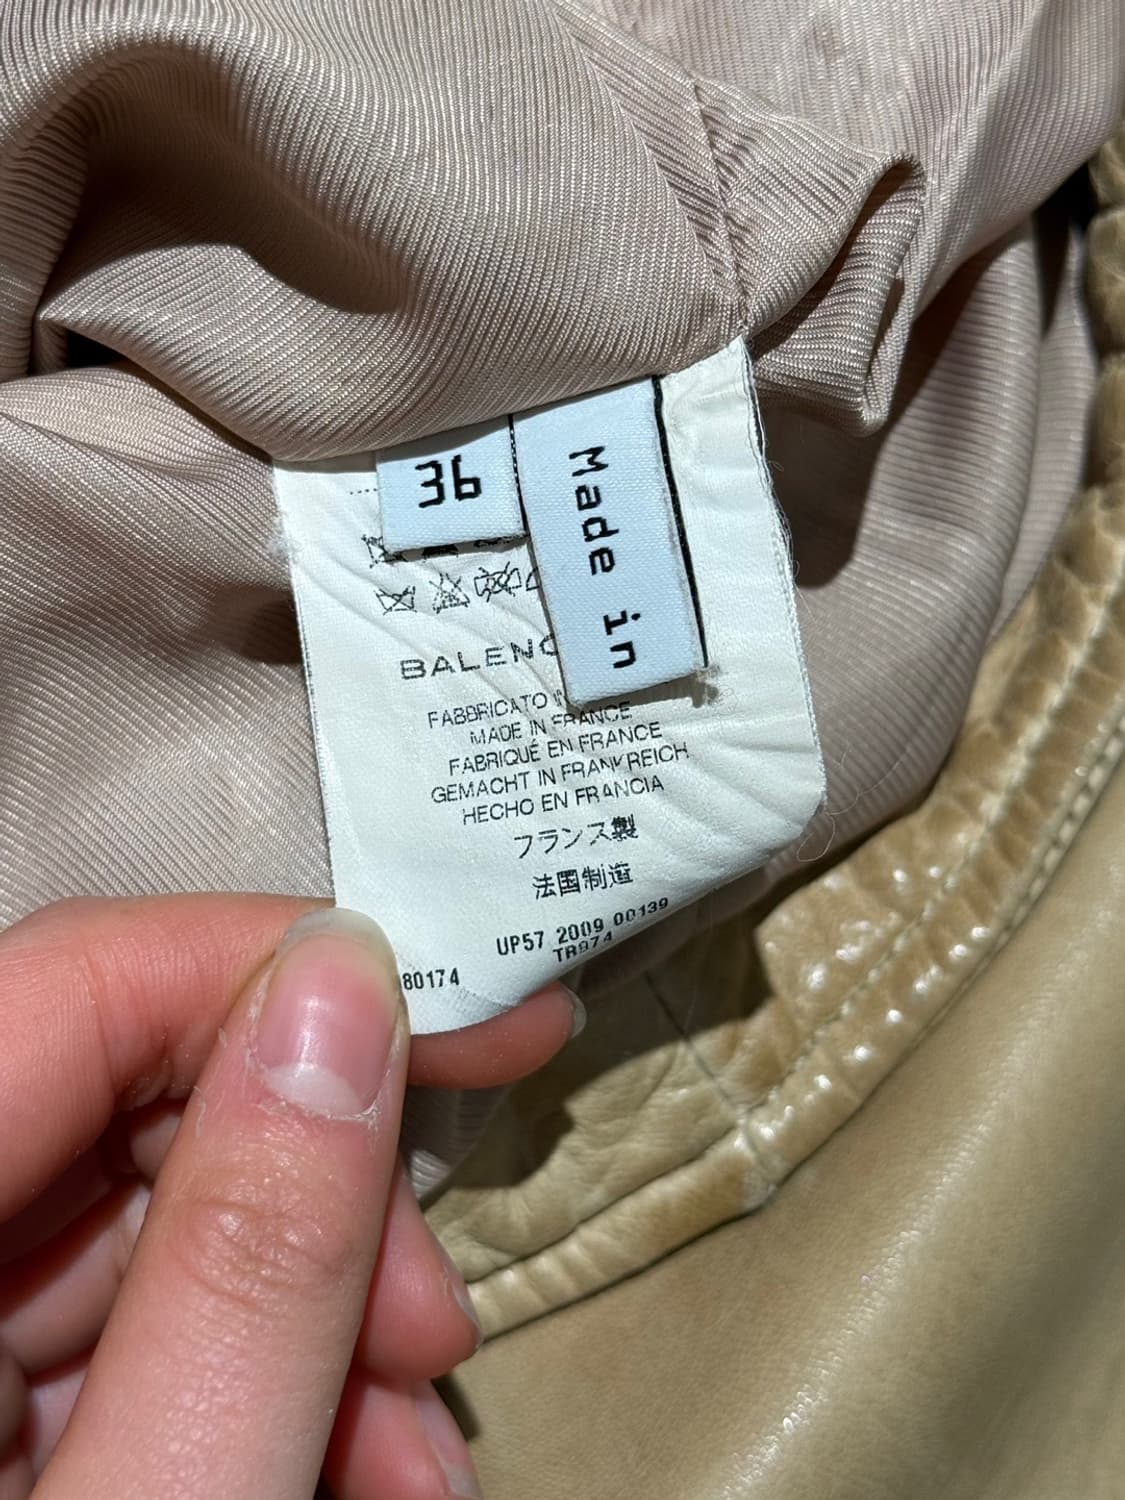 36
Made in
BALENC
FABBRICATO
MADE IN FRANCE
FABRIQUÉ EN FRANCE
GEMACHT IN FRANKREICH
HECHO EN FRANCIA
フランス製
法国制造
UP57 2009 00139
TR974
80174